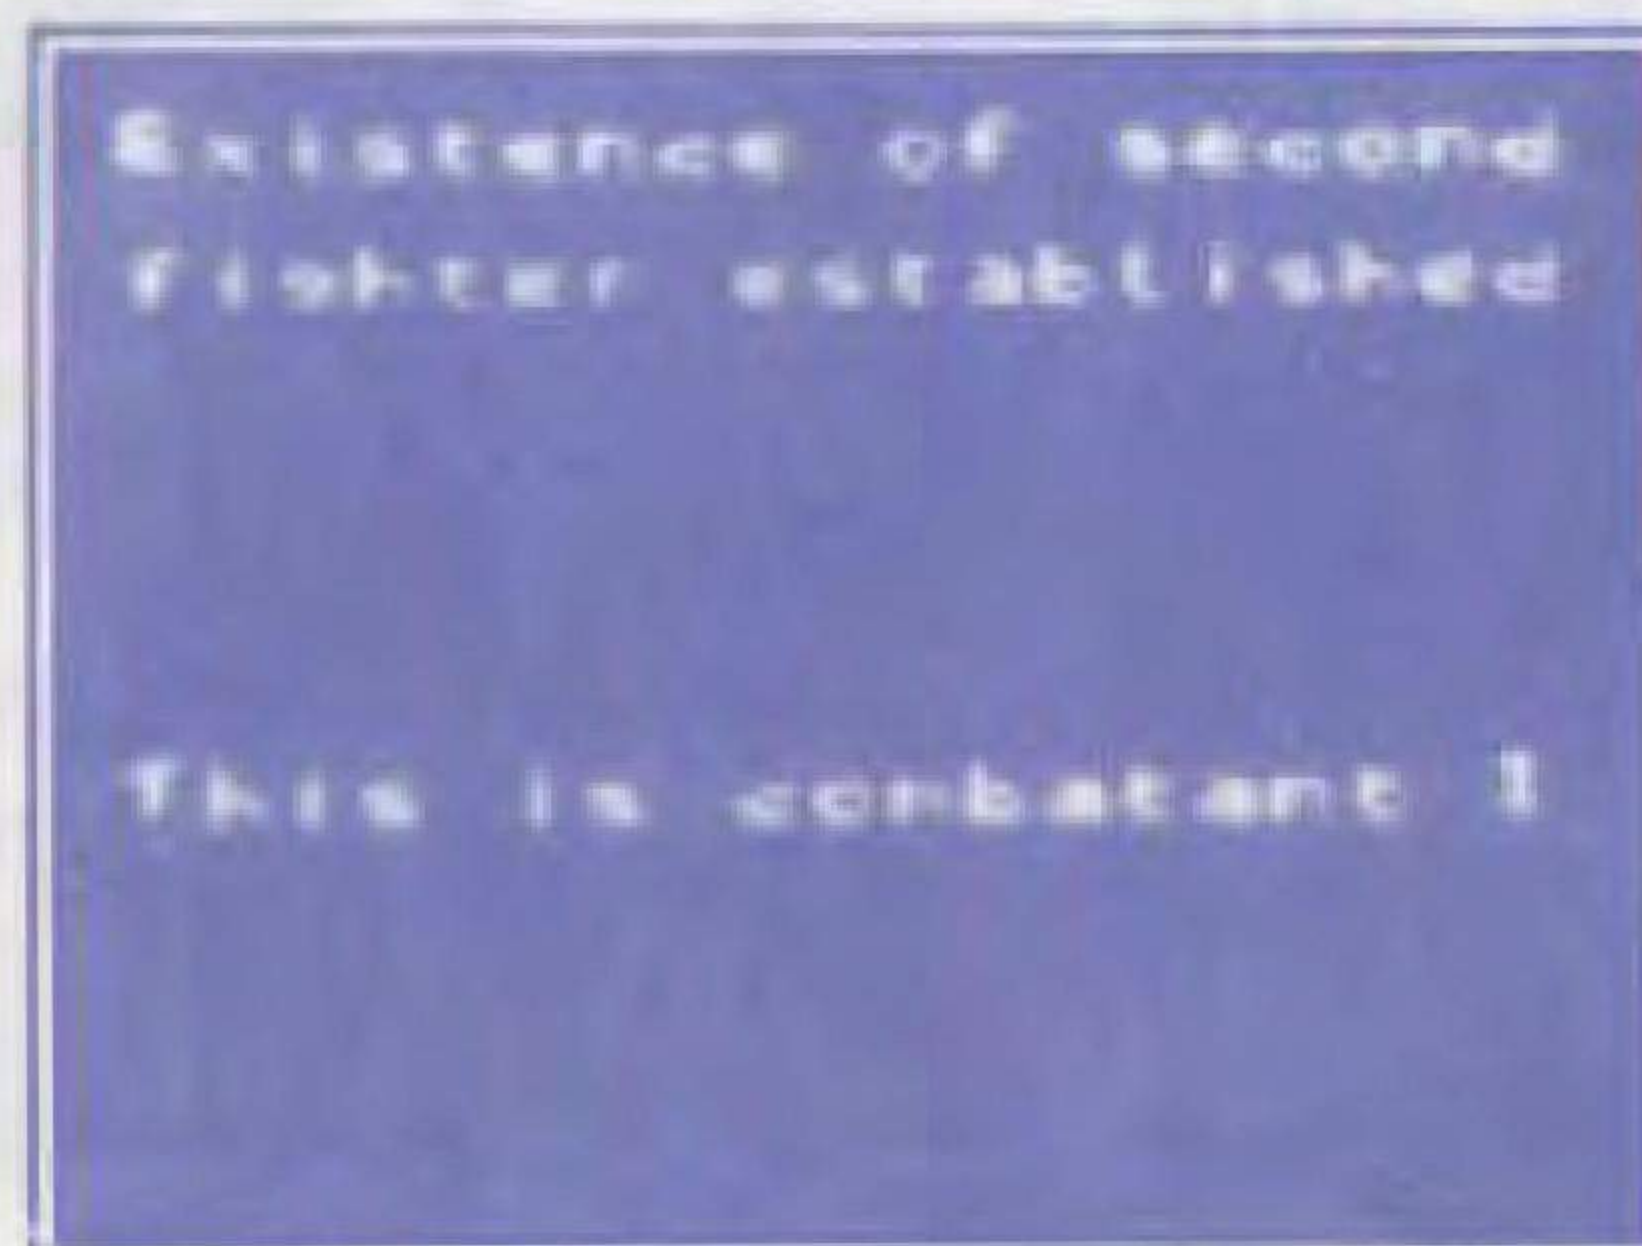 Existence of second
fighter established
This is combatant 1